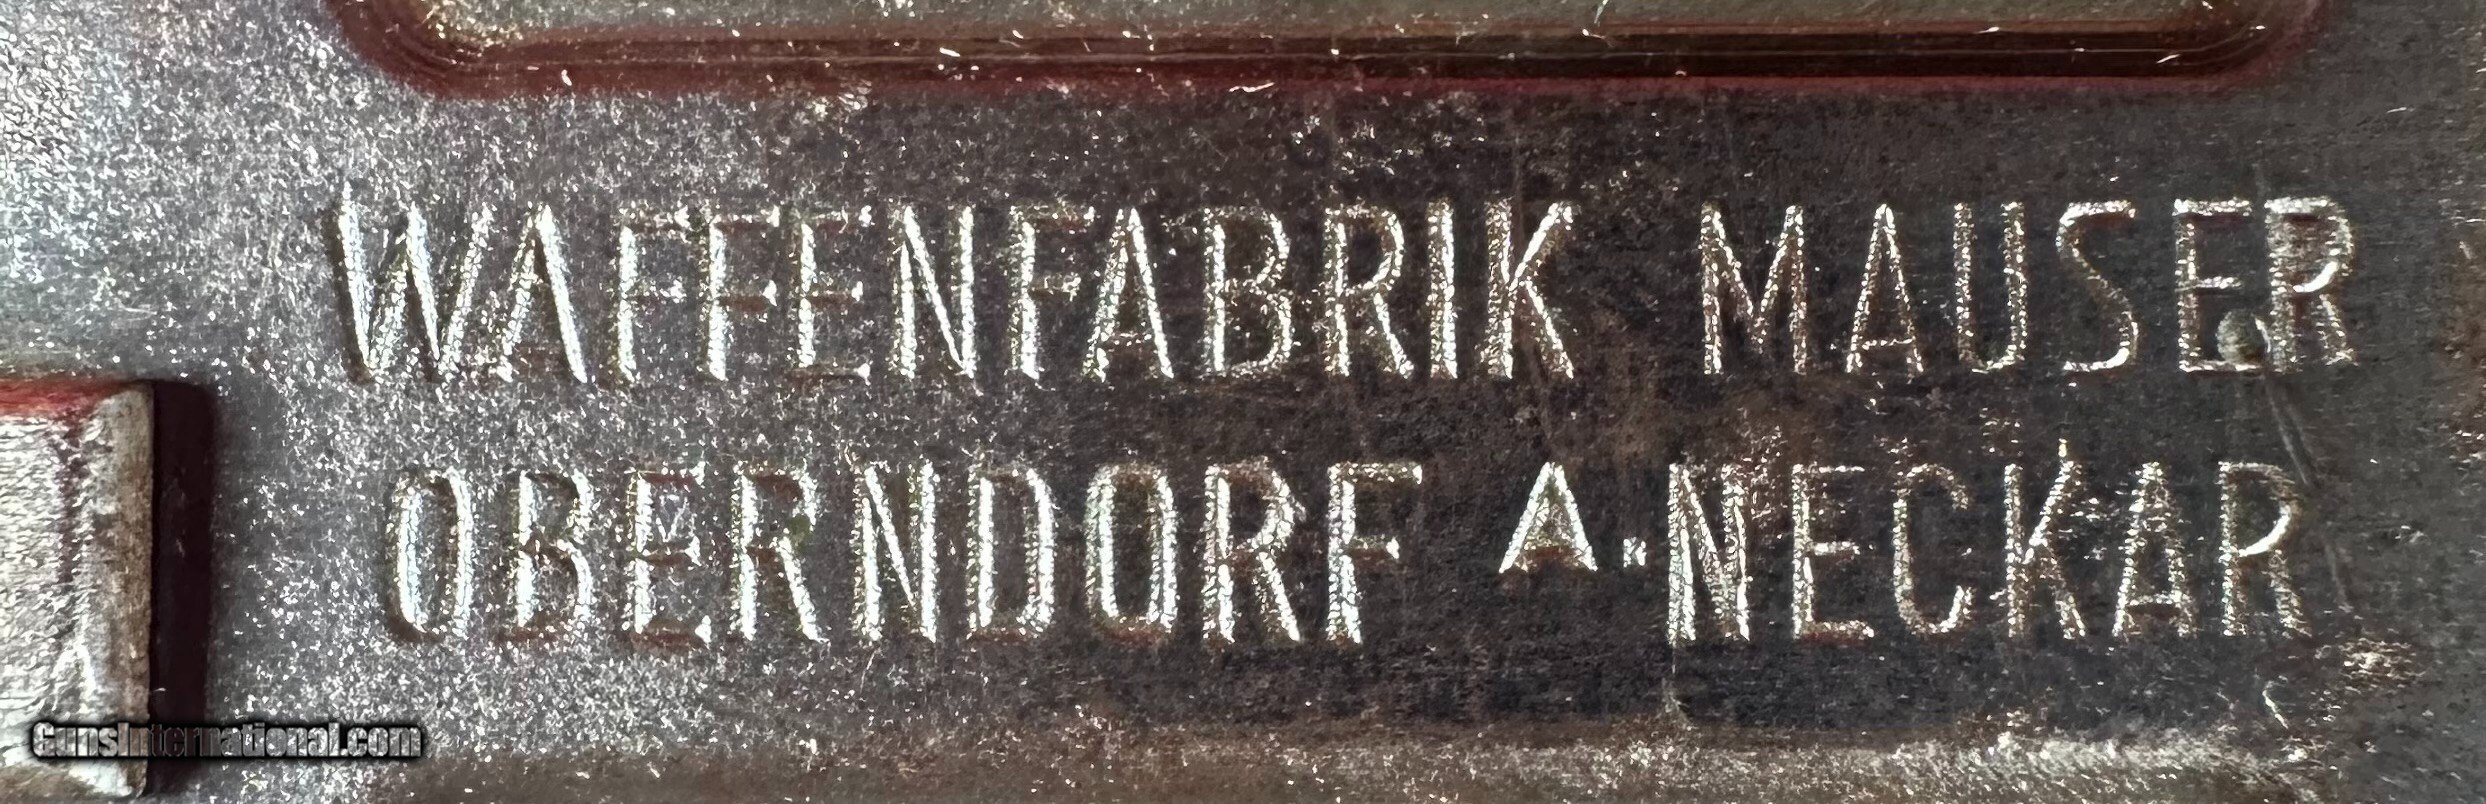 WAFFENFABRIK MAUSER
OBERNDORF A·NECKAR
GunsInternational.com